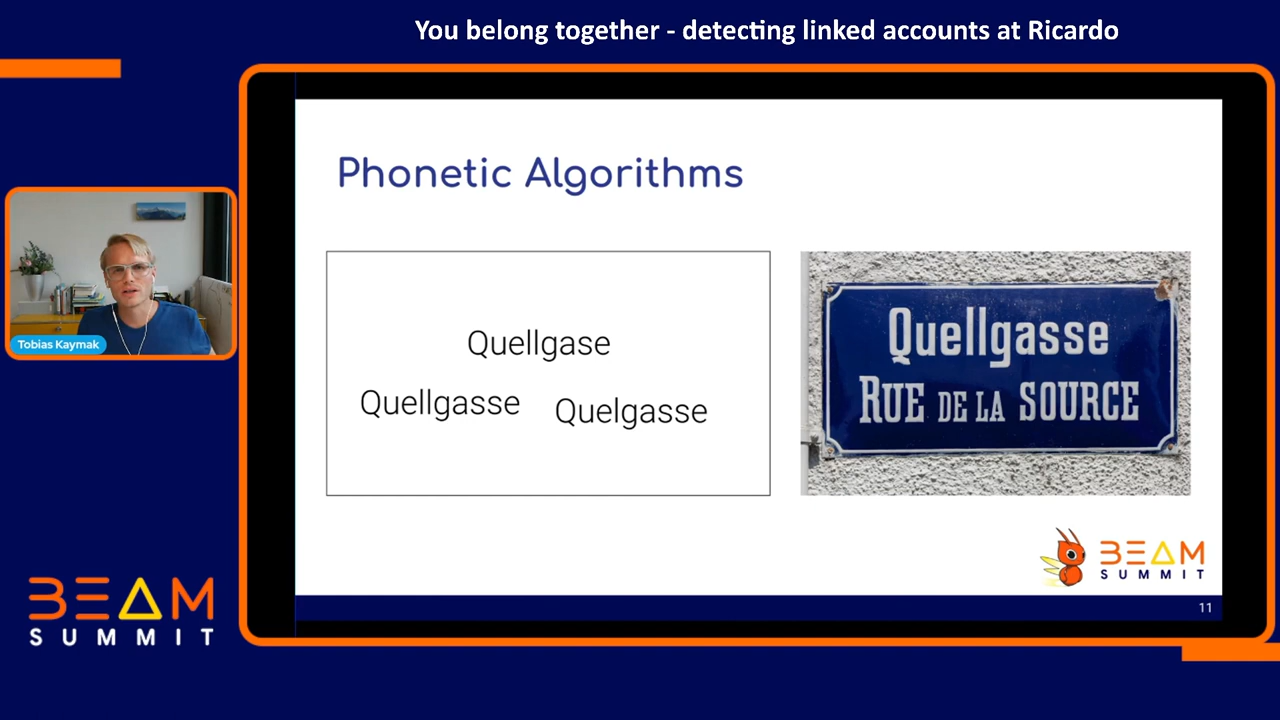 You belong together - detecting linked accounts at Ricardo
Phonetic Algorithms
Quellgase
Quellgasse
Quelgasse
Quellgasse
RUE DE LA SOURCE
Tobias Kaymak
BEAM
SUMMIT
BEAM
SUMMIT
11